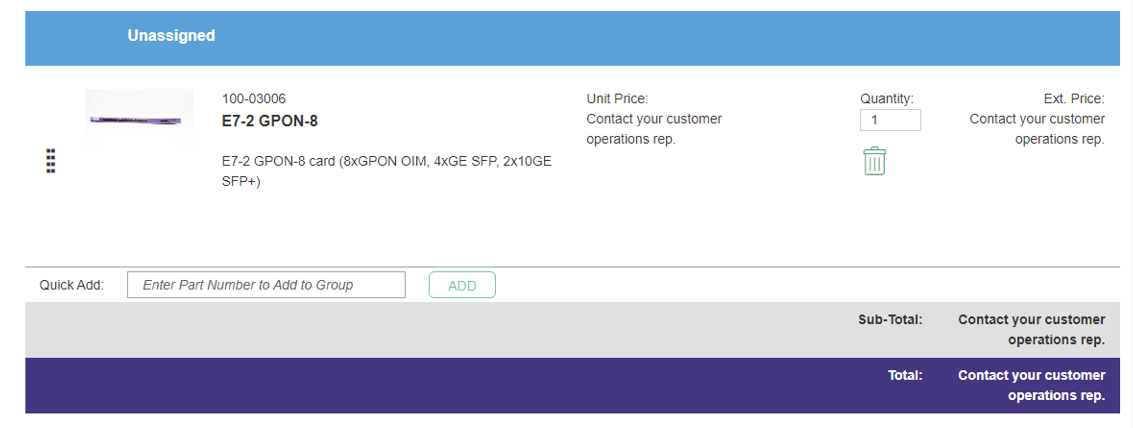 Unassigned
100-03006
E7-2 GPON-8
E7-2 GPON-8 card (8xGPON OIM, 4xGE SFP, 2x10GE
SFP+)
Unit Price:
Contact your customer
operations rep.
Quantity:
1
Ext. Price:
Contact your customer
operations rep.
Quick Add:
Enter Part Number to Add to Group
ADD
Sub-Total:
Contact your customer
operations rep.
Total:
Contact your customer
operations rep.